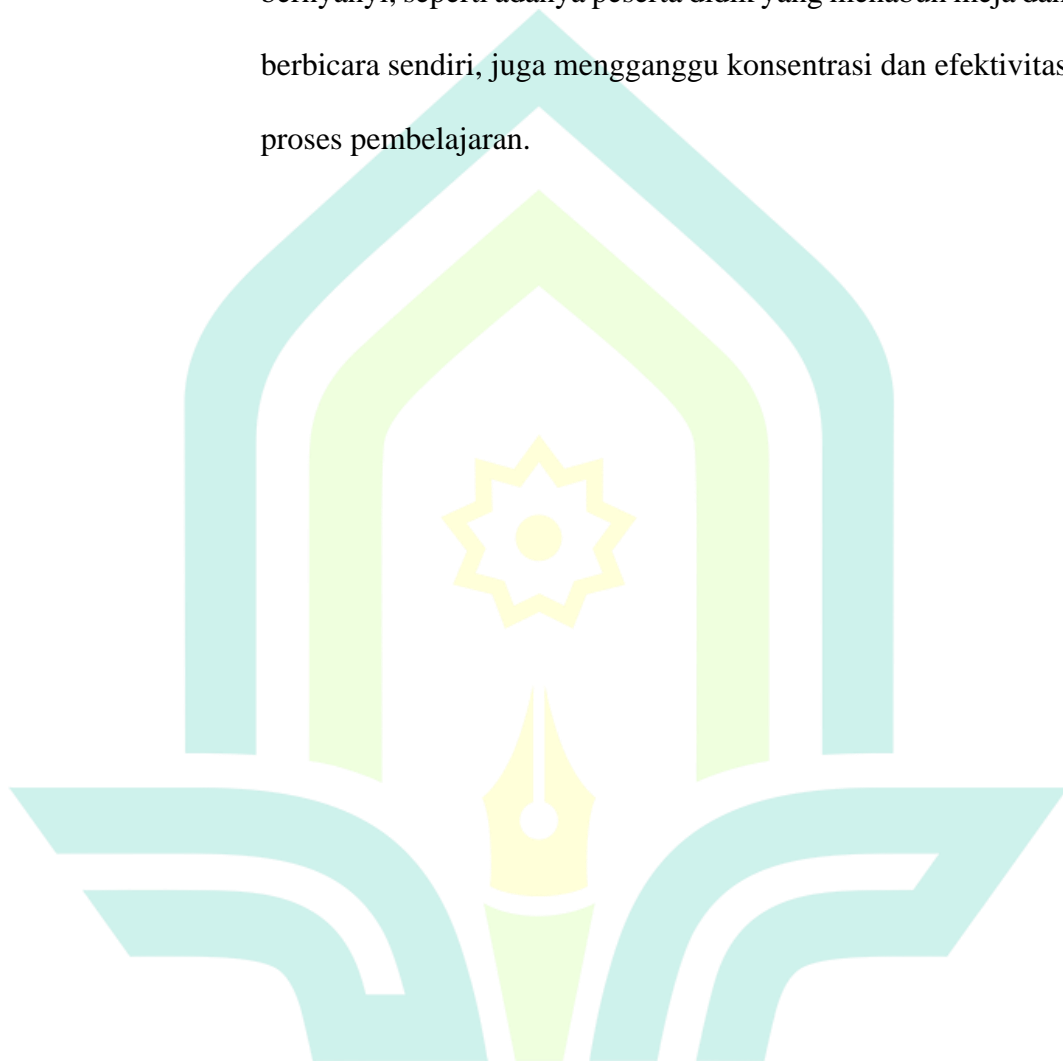 bernyanyi, seperti adanya peserta didik yang menabuh meja dan
berbicara sendiri, juga mengganggu konsentrasi dan efektivitas
proses pembelajaran.